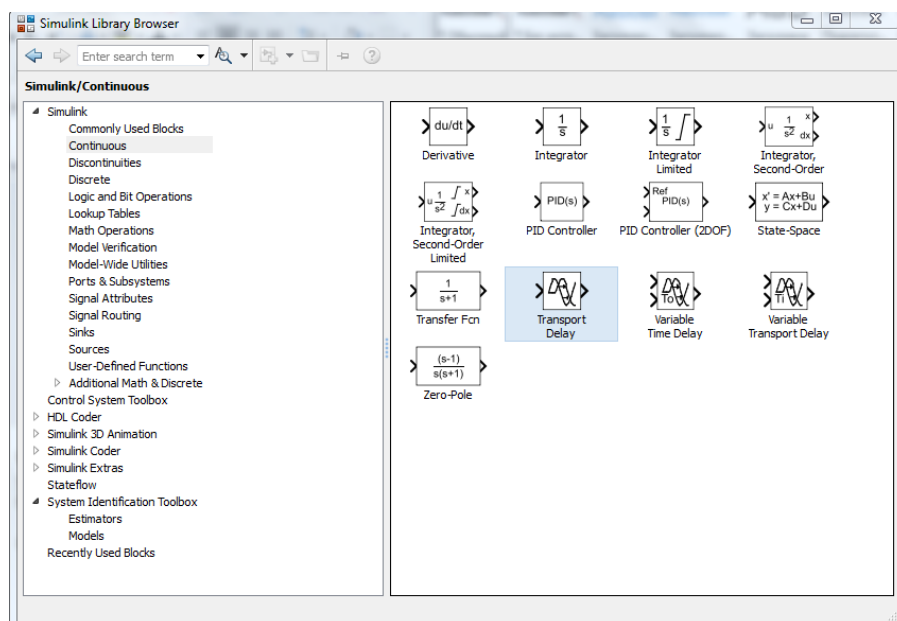 Simulink Library Browser
Enter search term
Simulink/Continuous
Simulink
Commonly Used Blocks
Continuous
Discontinuities
Discrete
Logic and Bit Operations
Lookup Tables
Math Operations
Model Verification
Model-Wide Utilities
Ports & Subsystems
Signal Attributes
Signal Routing
Sinks
Sources
User-Defined Functions
Additional Math & Discrete
Control System Toolbox
HDL Coder
Simulink 3D Animation
Simulink Coder
Simulink Extras
Stateflow
System Identification Toolbox
Estimators
Models
Recently Used Blocks
du/dt
Derivative
1
s
Integrator
1
s
Integrator
Limited
u 1 x
s² dx
Integrator,
Second-Order
u 1 x
s² dx
Integrator,
Second-Order
Limited
PID(s)
PID Controller
Ref
PID(s)
PID Controller (2DOF)
x' = Ax+Bu
y = Cx+Du
State-Space
1
s+1
Transfer Fcn
Transport
Delay
To
Variable
Time Delay
Ti
Variable
Transport Delay
(s-1)
s(s+1)
Zero-Pole